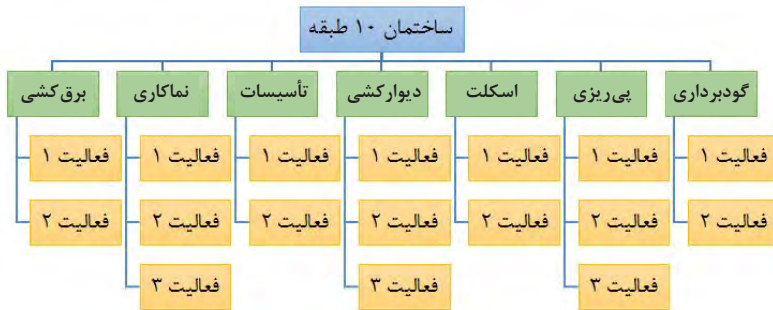 ساختمان ۱۰ طبقه
گودبرداری
پی‌ریزی
اسکلت
دیوارکشی
تأسیسات
نماکاری
برق‌کشی
فعالیت ۱
فعالیت ۱
فعالیت ۱
فعالیت ۱
فعالیت ۱
فعالیت ۱
فعالیت ۱
فعالیت ۲
فعالیت ۲
فعالیت ۲
فعالیت ۲
فعالیت ۲
فعالیت ۲
فعالیت ۲
فعالیت ۳
فعالیت ۳
فعالیت ۳